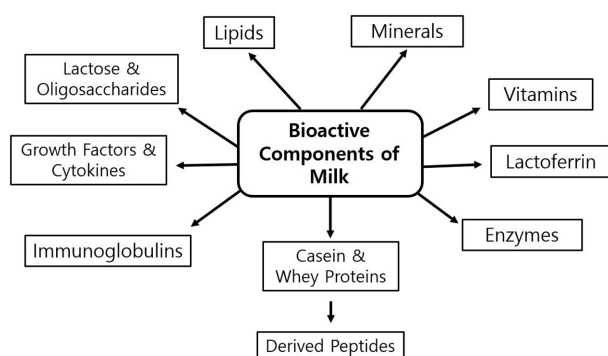 Lipids
Minerals
Lactose &
Oligosaccharides
Vitamins
Bioactive
Components of
Milk
Growth Factors &
Cytokines
Lactoferrin
Immunoglobulins
Enzymes
Casein &
Whey Proteins
Derived Peptides